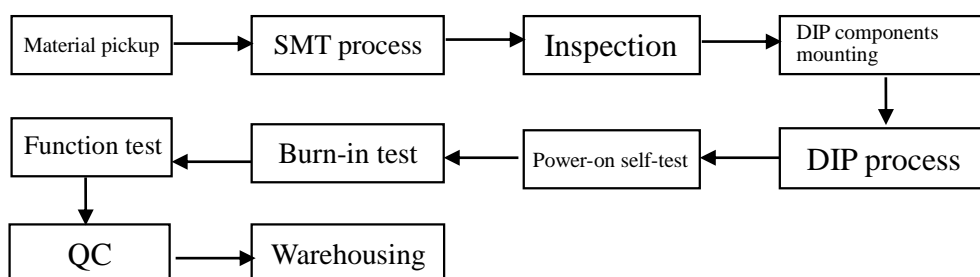 Material pickup
SMT process
Inspection
DIP components
mounting
DIP process
Power-on self-test
Burn-in test
Function test
QC
Warehousing